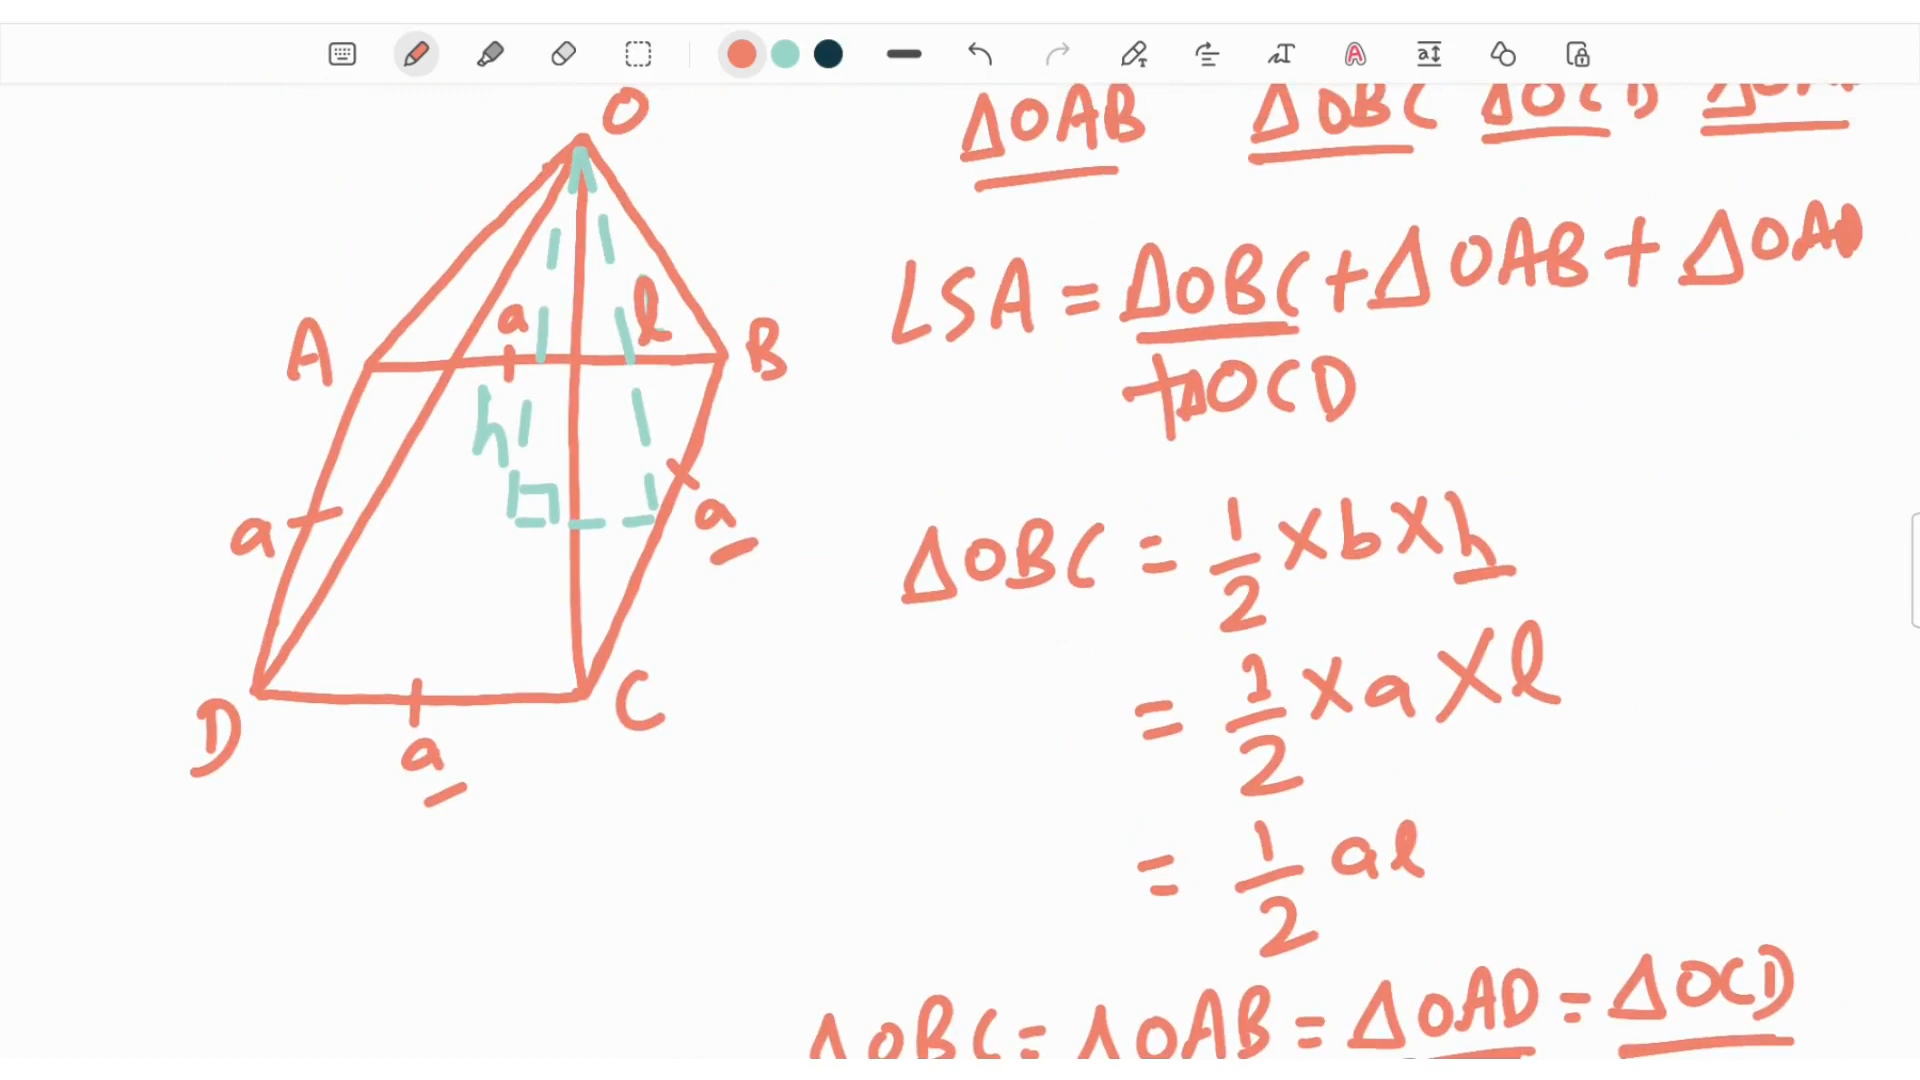 O
A
a
l
B
h
a
a
D
a
C
ΔOAB ΔOBC ΔOCD
LSA = ΔOBC + ΔOAB + ΔOAD
+ΔOCD
ΔOBC = 1/2 × b × h
= 1/2 × a × l
= 1/2 al
ΔOBC = ΔOAB = ΔOAD = ΔOCD